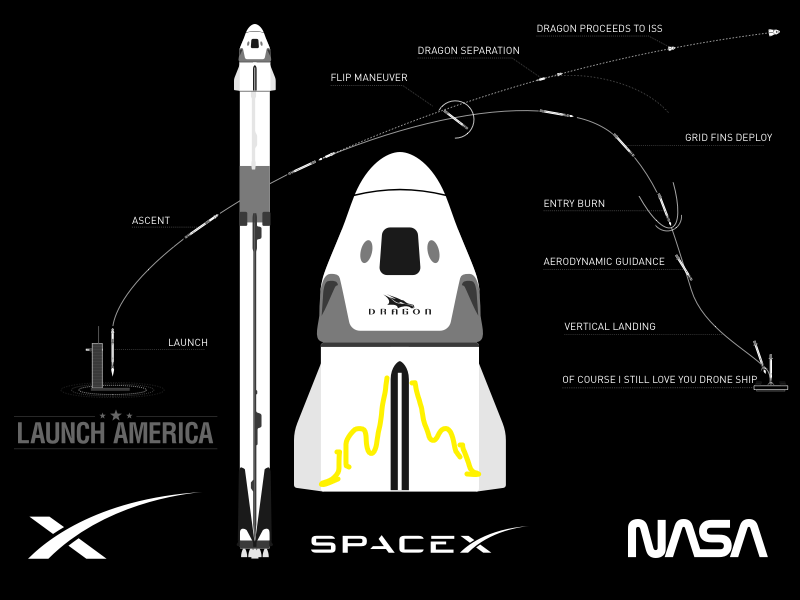 DRAGON PROCEEDS TO ISS
DRAGON SEPARATION
FLIP MANEUVER
GRID FINS DEPLOY
ASCENT
ENTRY BURN
AERODYNAMIC GUIDANCE
DRAGON
VERTICAL LANDING
LAUNCH
OF COURSE I STILL LOVE YOU DRONE SHIP
LAUNCH AMERICA
X
SPACEX
NASA